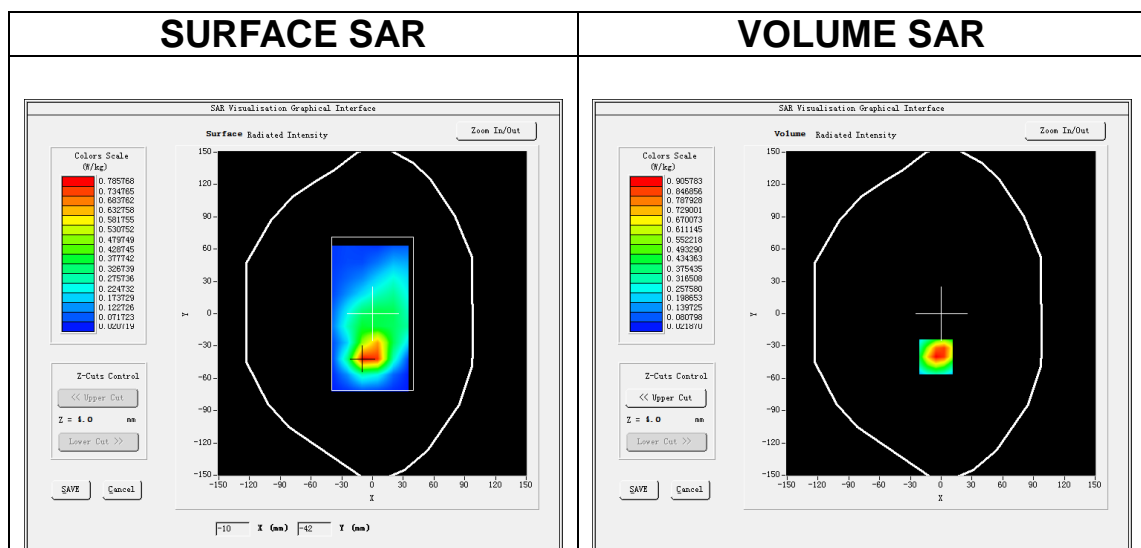 SURFACE SAR
VOLUME SAR
SAR Visualisation Graphical Interface
Surface Radiated Intensity
Zoom In/Out
Colors Scale
(W/kg)
0.785768
0.734765
0.683762
0.632758
0.581755
0.530752
0.479749
0.428745
0.377742
0.326739
0.275736
0.224732
0.173729
0.122726
0.071723
0.020719
Z-Cuts Control
<< Upper Cut
Z = 4.0 mm
Lower Cut >>
SAVE
Cancel
150
120
90
60
30
0
-30
-60
-90
-120
-150
Y
-150 -120 -90 -60 -30 0 30 60 90 120 150
X
-10 X (mm) -42 Y (mm)
SAR Visualisation Graphical Interface
Volume Radiated Intensity
Zoom In/Out
Colors Scale
(W/kg)
0.905783
0.846856
0.787928
0.729001
0.670073
0.611145
0.552218
0.493290
0.434363
0.375435
0.316508
0.257580
0.198653
0.139725
0.080798
0.021870
Z-Cuts Control
<< Upper Cut
Z = 4.0 mm
Lower Cut >>
SAVE
Cancel
150
120
90
60
30
0
-30
-60
-90
-120
-150
Y
-150 -120 -90 -60 -30 0 30 60 90 120 150
X